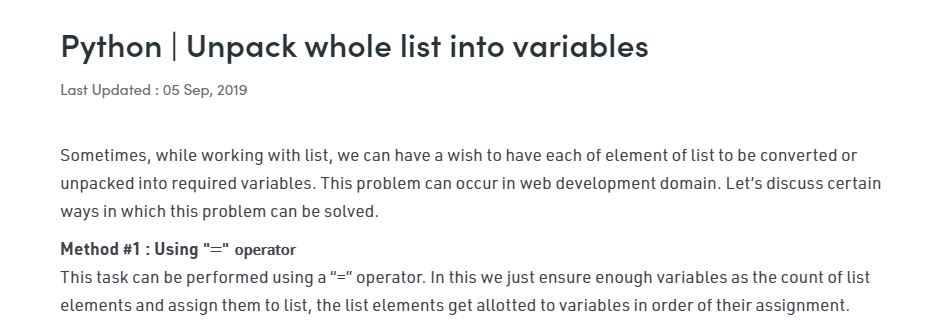 Python | Unpack whole list into variables
Last Updated : 05 Sep, 2019
Sometimes, while working with list, we can have a wish to have each of element of list to be converted or
unpacked into required variables. This problem can occur in web development domain. Let’s discuss certain
ways in which this problem can be solved.
Method #1 : Using "=" operator
This task can be performed using a “=” operator. In this we just ensure enough variables as the count of list
elements and assign them to list, the list elements get allotted to variables in order of their assignment.